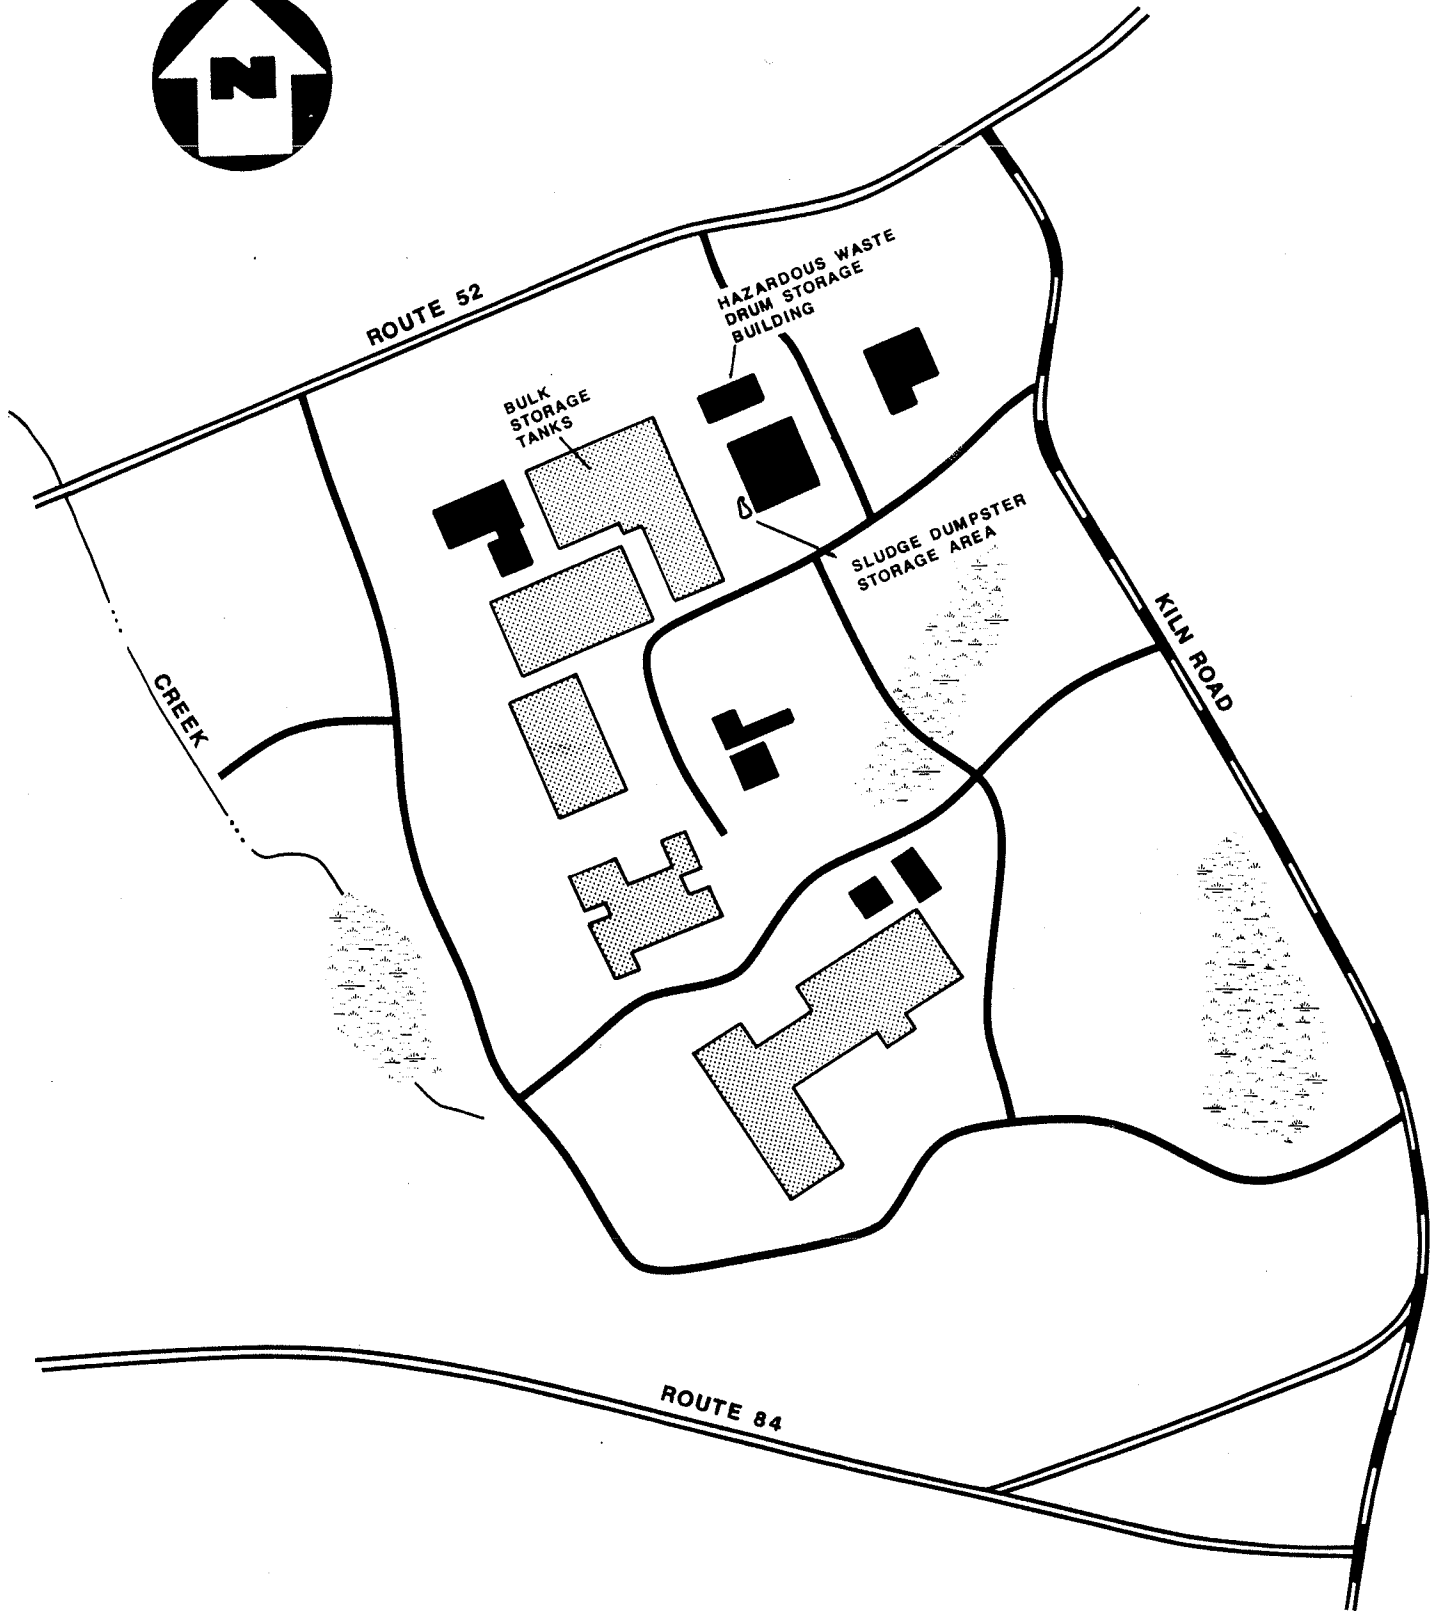 N
ROUTE 52
HAZARDOUS WASTE
DRUM STORAGE
BUILDING
BULK
STORAGE
TANKS
SLUDGE DUMPSTER
STORAGE AREA
KILN ROAD
CREEK
ROUTE 84